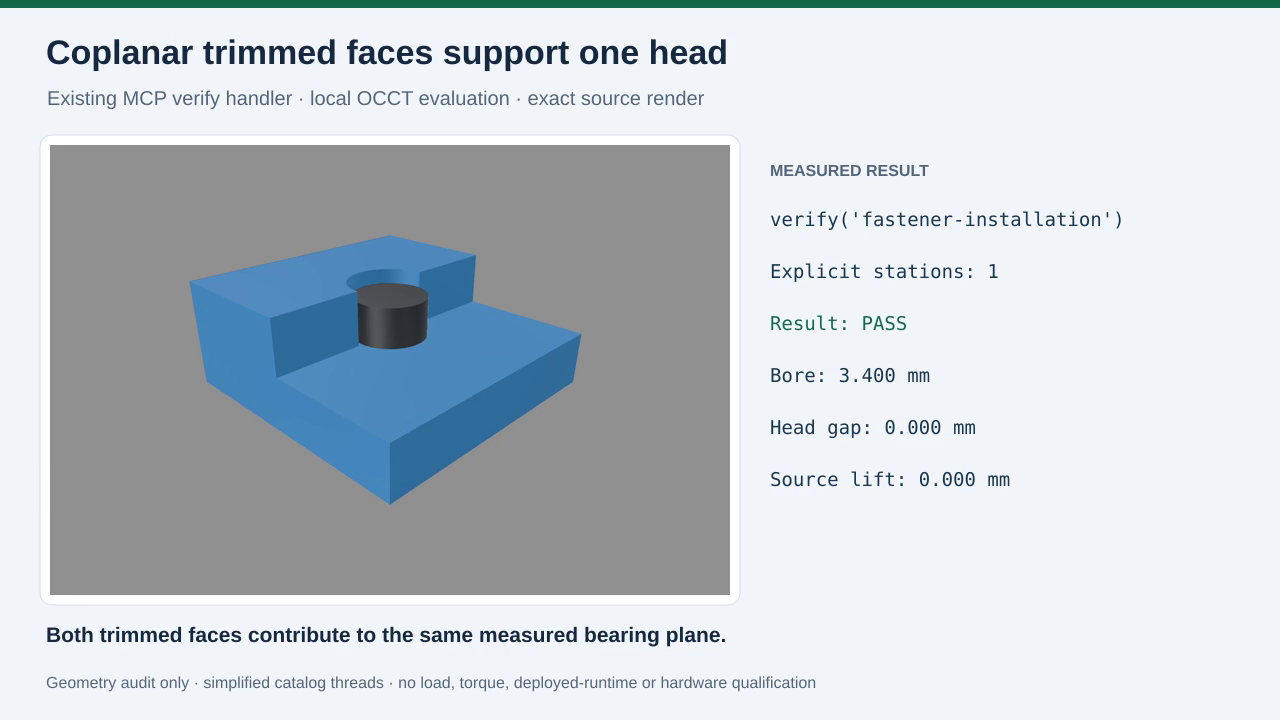 Coplanar trimmed faces support one head
Existing MCP verify handler · local OCCT evaluation · exact source render
MEASURED RESULT
verify('fastener-installation')
Explicit stations: 1
Result: PASS
Bore: 3.400 mm
Head gap: 0.000 mm
Source lift: 0.000 mm
Both trimmed faces contribute to the same measured bearing plane.
Geometry audit only · simplified catalog threads · no load, torque, deployed-runtime or hardware qualification